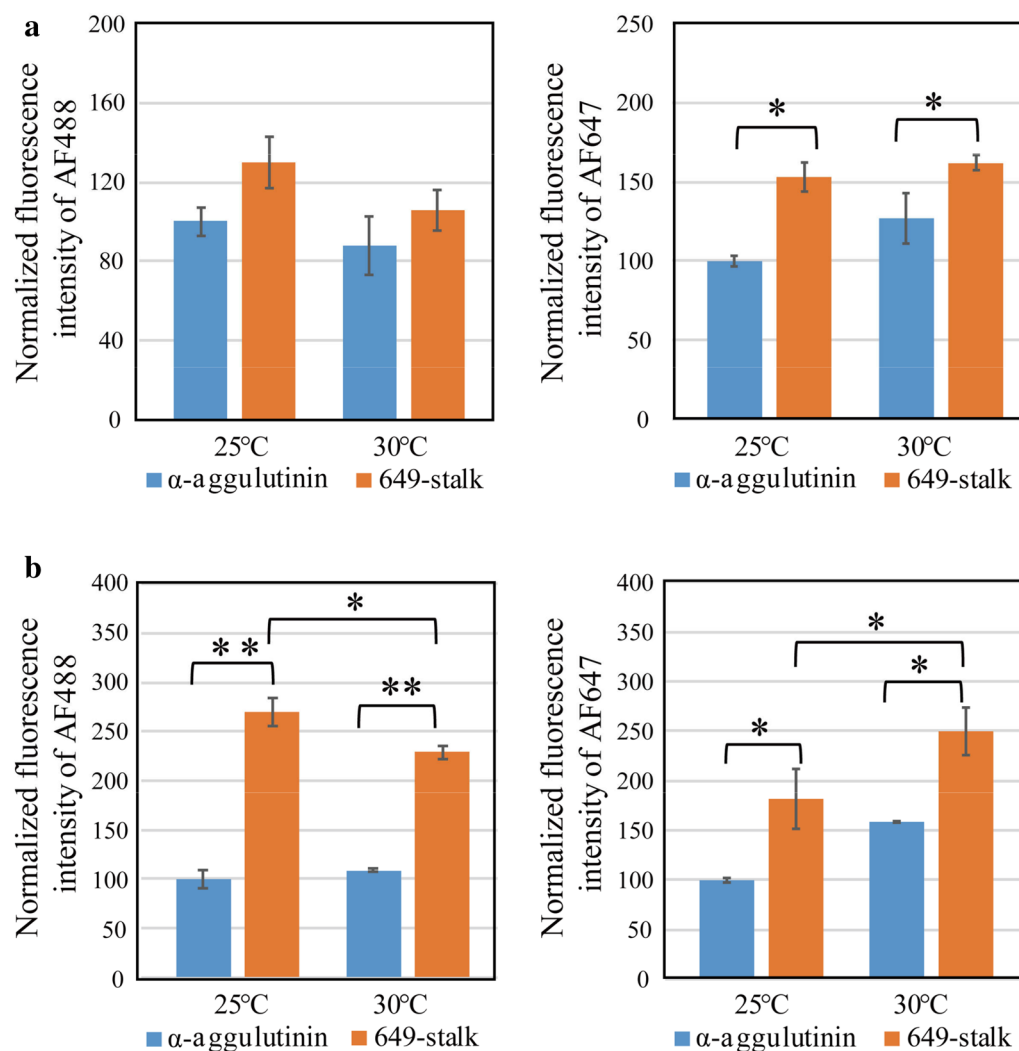 a
Normalized fluorescence
intensity of AF488
200
160
120
80
40
0
25°C
30°C
α-aggulutinin
649-stalk
Normalized fluorescence
intensity of AF647
250
200
150
100
50
0
*
*
25°C
30°C
α-aggulutinin
649-stalk
b
Normalized fluorescence
intensity of AF488
400
350
300
250
200
150
100
50
0
*
* *
**
25°C
30°C
α-aggulutinin
649-stalk
Normalized fluorescence
intensity of AF647
400
350
300
250
200
150
100
50
0
*
*
*
25°C
30°C
α-aggulutinin
649-stalk